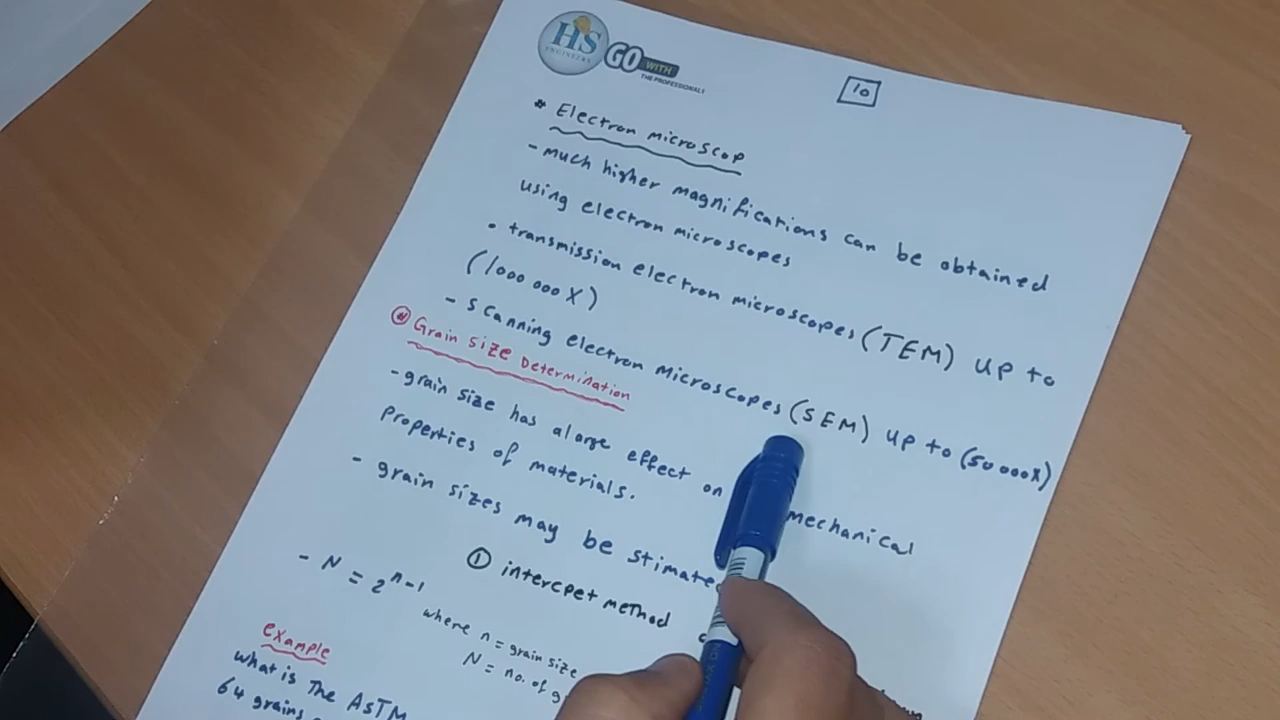 HS
ENGINEERS
GO WITH
THE PROFESSIONALS
10
* Electron microscop
- much higher magnifications can be obtained
using electron microscopes
• transmission electron microscopes (TEM) up to
(1000 000 X)
- scanning electron microscopes (SEM) up to (50 000X)
* Grain size Determination
- grain size has a large effect on mechanical
properties of materials.
- grain sizes may be stimate
① intercpet method
- N = 2^n-1
where n = grain size
N = no. of
example
what is The ASTM
64 grains